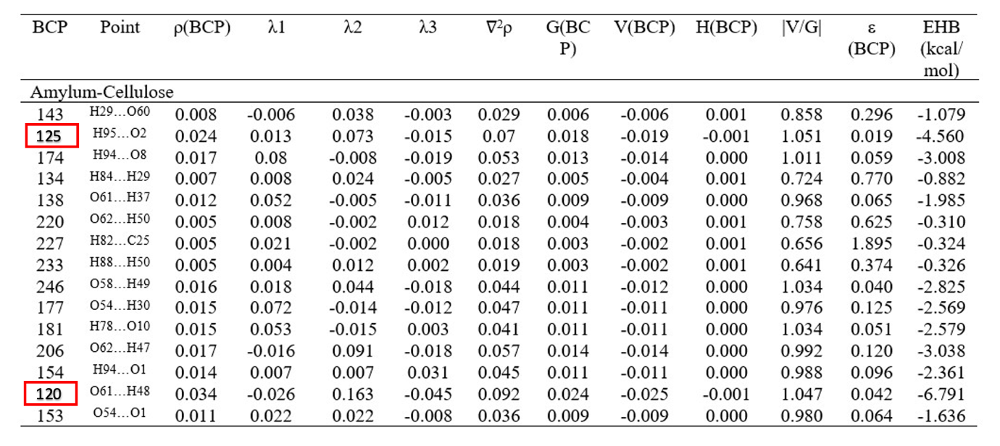 BCP Point ρ(BCP) λ1 λ2 λ3 ∇²ρ G(BC V(BCP) H(BCP) |V/G| ε EHB
P) (BCP) (kcal/
mol)
Amylum-Cellulose
143 H29…O60 0.008 -0.006 0.038 -0.003 0.029 0.006 -0.006 0.001 0.858 0.296 -1.079
125 H95…O2 0.024 0.013 0.073 -0.015 0.07 0.018 -0.019 -0.001 1.051 0.019 -4.560
174 H94…O8 0.017 0.08 -0.008 -0.019 0.053 0.013 -0.014 0.000 1.011 0.059 -3.008
134 H84…H29 0.007 0.008 0.024 -0.005 0.027 0.005 -0.004 0.001 0.724 0.770 -0.882
138 O61…H37 0.012 0.052 -0.005 -0.011 0.036 0.009 -0.009 0.000 0.968 0.065 -1.985
220 O62…H50 0.005 0.008 -0.002 0.012 0.018 0.004 -0.003 0.001 0.758 0.625 -0.310
227 H82…C25 0.005 0.021 -0.002 0.000 0.018 0.003 -0.002 0.001 0.656 1.895 -0.324
233 H88…H50 0.005 0.004 0.012 0.002 0.019 0.003 -0.002 0.001 0.641 0.374 -0.326
246 O58…H49 0.016 0.018 0.044 -0.018 0.044 0.011 -0.012 0.000 1.034 0.040 -2.825
177 O54…H30 0.015 0.072 -0.014 -0.012 0.047 0.011 -0.011 0.000 0.976 0.125 -2.569
181 H78…O10 0.015 0.053 -0.015 0.003 0.041 0.011 -0.011 0.000 1.034 0.051 -2.579
206 O62…H47 0.017 -0.016 0.091 -0.018 0.057 0.014 -0.014 0.000 0.992 0.120 -3.038
154 H94…O1 0.014 0.007 0.007 0.031 0.045 0.011 -0.011 0.000 0.988 0.096 -2.361
120 O61…H48 0.034 -0.026 0.163 -0.045 0.092 0.024 -0.025 -0.001 1.047 0.042 -6.791
153 O54…O1 0.011 0.022 0.022 -0.008 0.036 0.009 -0.009 0.000 0.980 0.064 -1.636